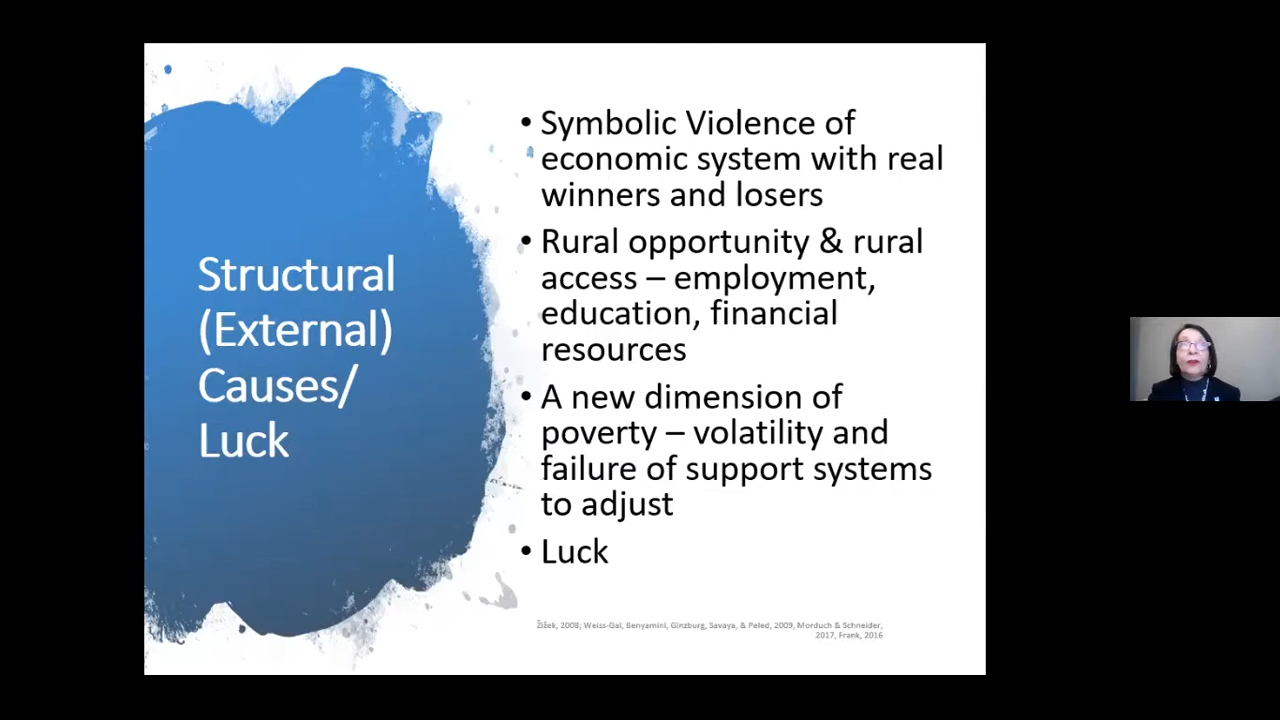 Structural
(External)
Causes/
Luck
• Symbolic Violence of
economic system with real
winners and losers
• Rural opportunity & rural
access – employment,
education, financial
resources
• A new dimension of
poverty – volatility and
failure of support systems
to adjust
• Luck
Žižek, 2008; Weiss-Gal, Benyamini, Ginzburg, Savaya, & Peled, 2009, Morduch & Schneider,
2017, Frank, 2016